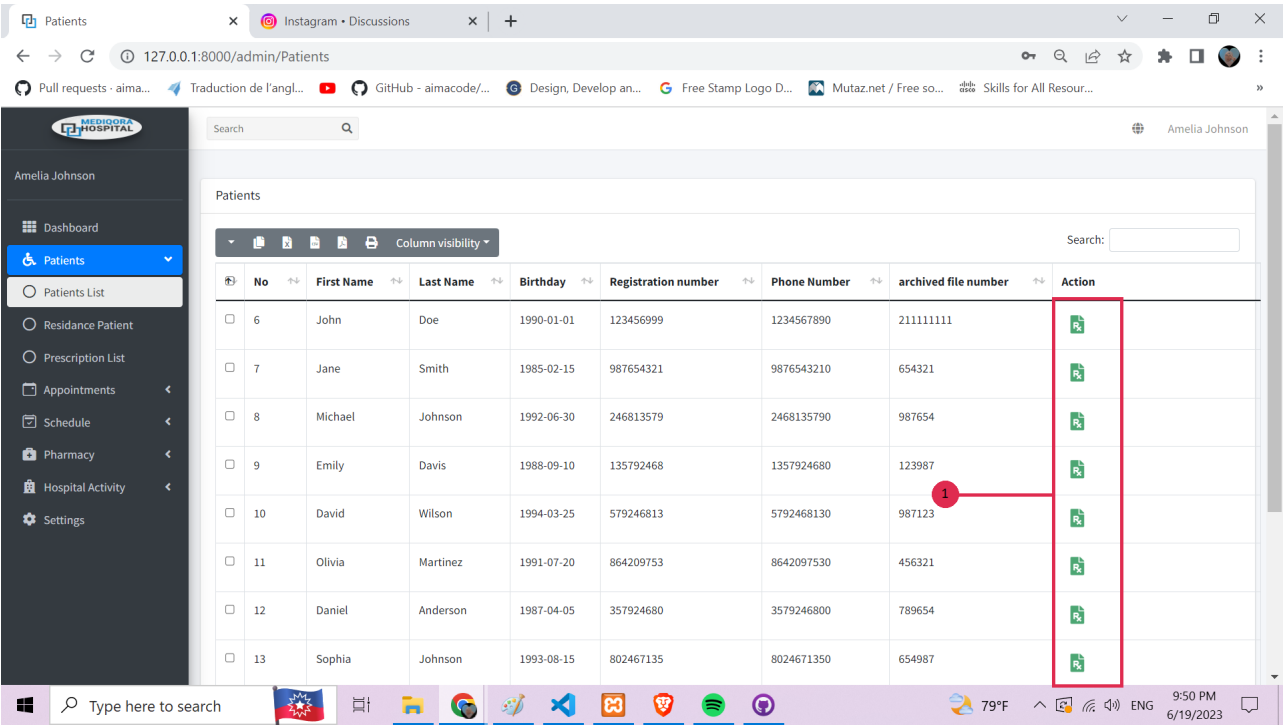 Patients
Instagram • Discussions
127.0.0.1:8000/admin/Patients
Pull requests · aima...
Traduction de l'angl...
GitHub - aimacode/...
Design, Develop an...
Free Stamp Logo D...
Mutaz.net / Free so...
Skills for All Resour...
MEDIQORA
HOSPITAL
Search
Amelia Johnson
Amelia Johnson
Dashboard
Patients
Patients List
Residance Patient
Prescription List
Appointments
Schedule
Pharmacy
Hospital Activity
Settings
Patients
Column visibility
Search:
No First Name Last Name Birthday Registration number Phone Number archived file number Action
6 John Doe 1990-01-01 123456999 1234567890 211111111
7 Jane Smith 1985-02-15 987654321 9876543210 654321
8 Michael Johnson 1992-06-30 246813579 2468135790 987654
9 Emily Davis 1988-09-10 135792468 1357924680 123987
1
10 David Wilson 1994-03-25 579246813 5792468130 987123
11 Olivia Martinez 1991-07-20 864209753 8642097530 456321
12 Daniel Anderson 1987-04-05 357924680 3579246800 789654
13 Sophia Johnson 1993-08-15 802467135 8024671350 654987
Type here to search
79°F
ENG
9:50 PM
6/19/2023